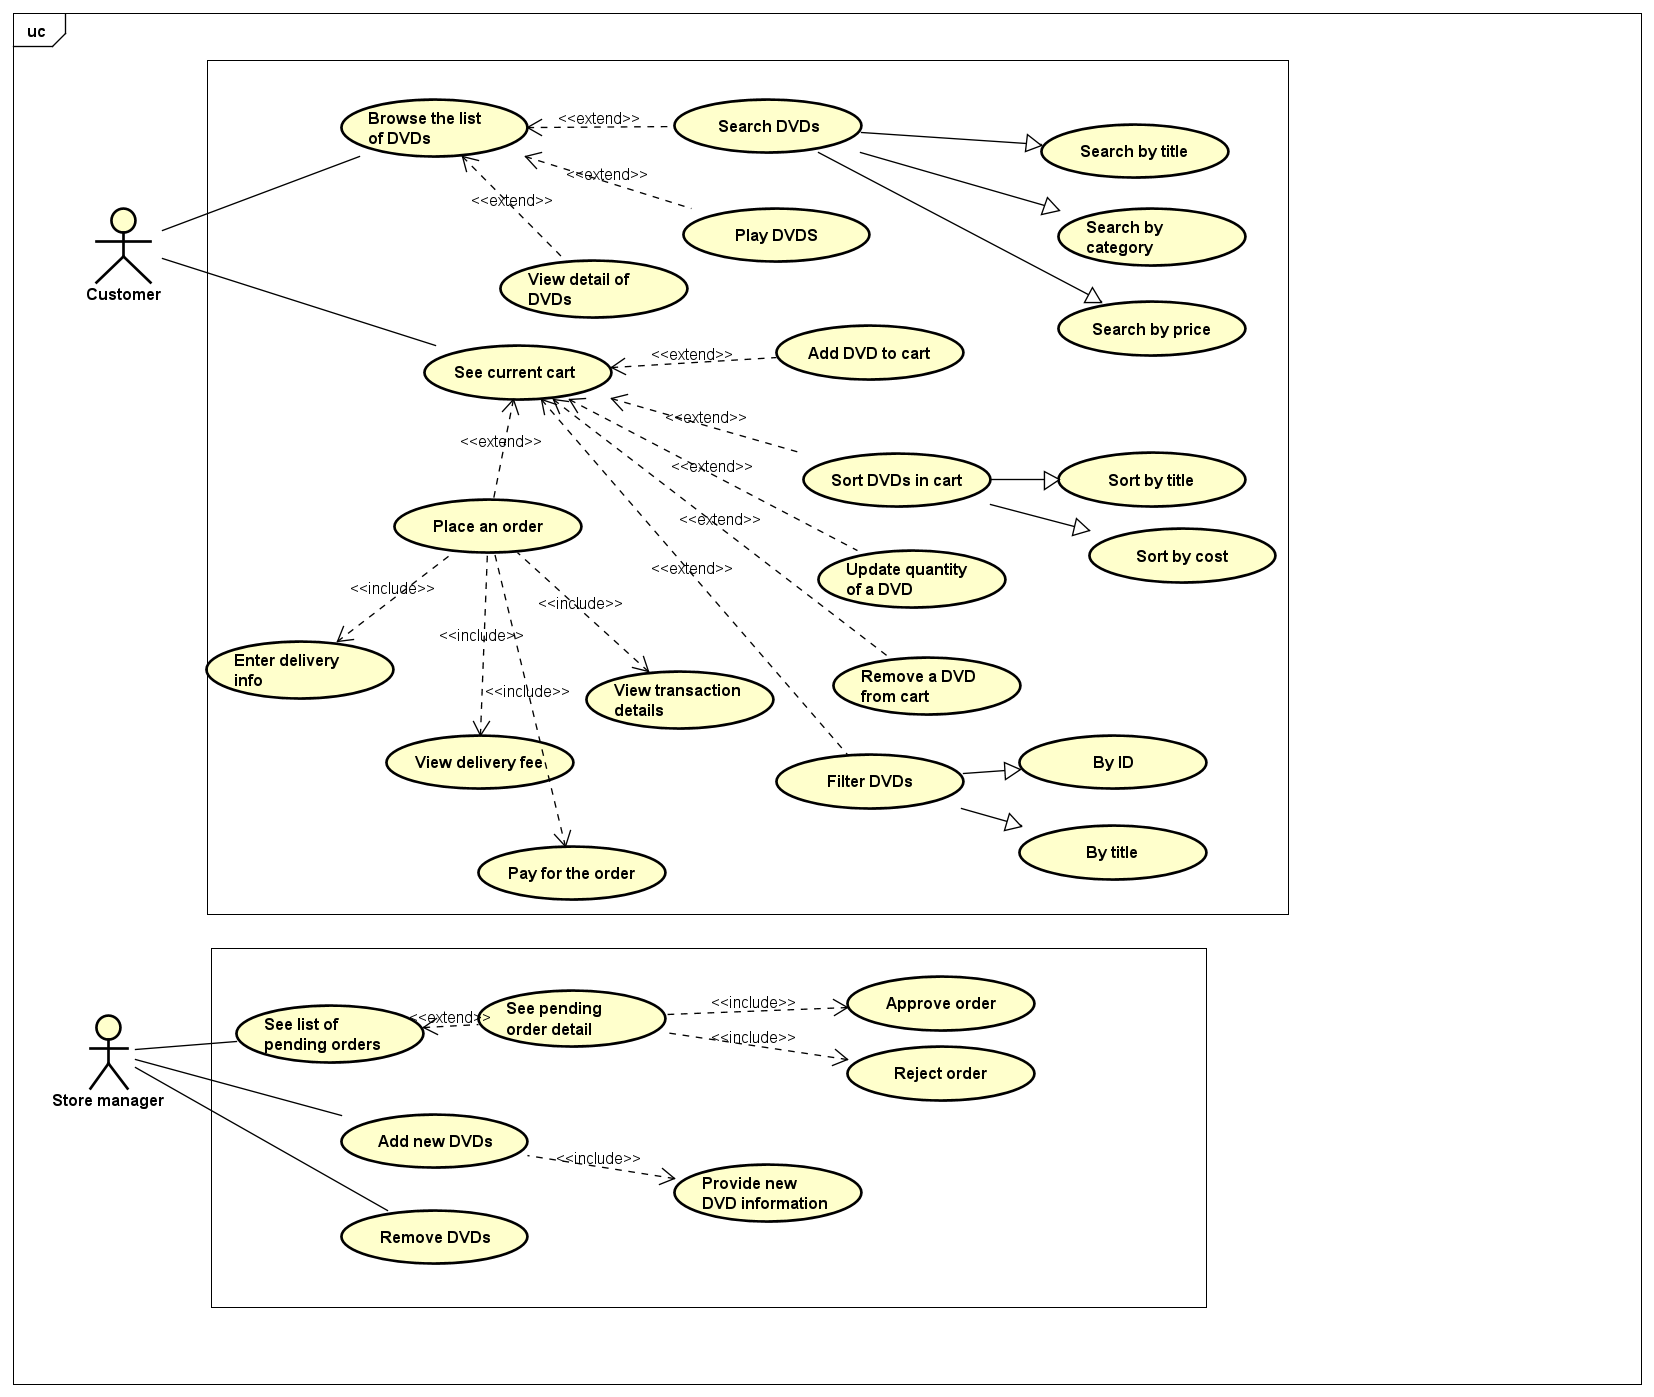 uc
Browse the list
of DVDs
<<extend>>
Search DVDs
Search by title
<<extend>>
<<extend>>
Play DVDS
Search by
category
View detail of
DVDs
Customer
Search by price
See current cart
<<extend>>
Add DVD to cart
<<extend>>
<<extend>>
<<extend>>
Sort DVDs in cart
Sort by title
Place an order
<<extend>>
Sort by cost
<<extend>>
Update quantity
of a DVD
<<include>>
<<include>>
<<include>>
<<include>>
Enter delivery
info
View transaction
details
Remove a DVD
from cart
View delivery fee
Filter DVDs
By ID
By title
Pay for the order
See list of
pending orders
<<extend>>
See pending
order detail
<<include>>
Approve order
<<include>>
Reject order
Store manager
Add new DVDs
<<include>>
Provide new
DVD information
Remove DVDs